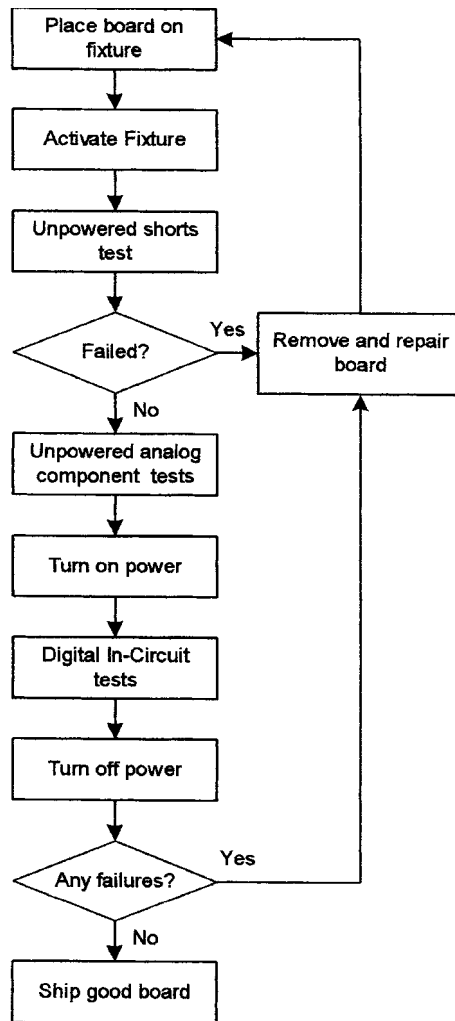 Place board on
fixture
Activate Fixture
Unpowered shorts
test
Failed?
Yes
Remove and repair
board
No
Unpowered analog
component tests
Turn on power
Digital In-Circuit
tests
Turn off power
Any failures?
Yes
No
Ship good board